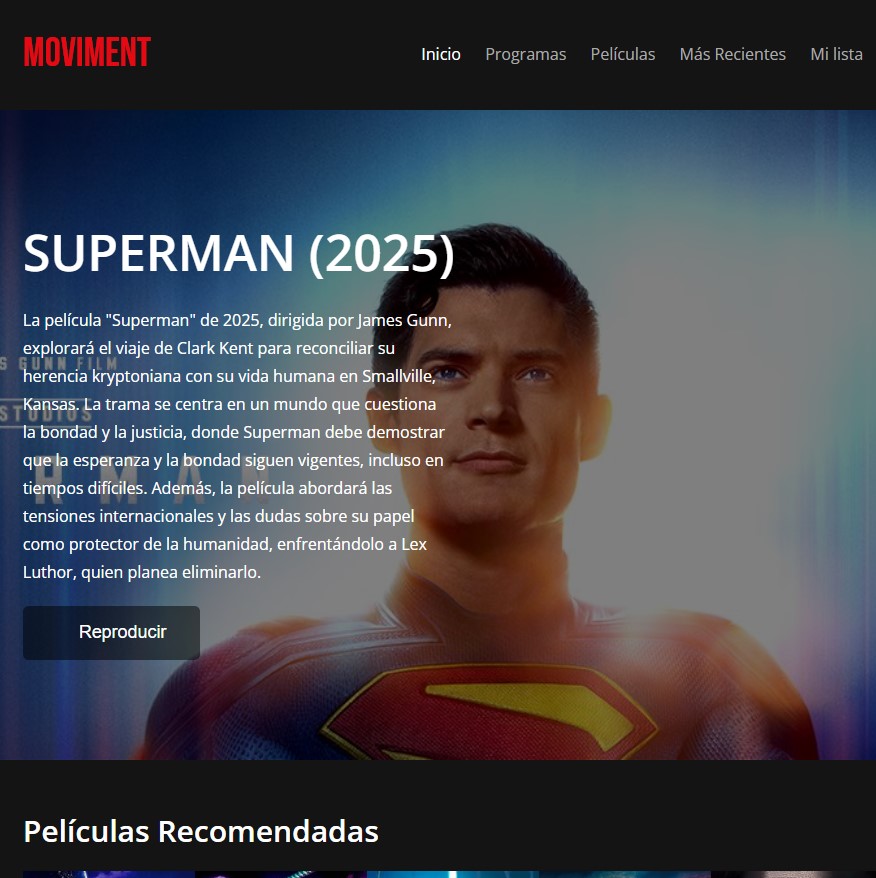 MOVIMENT
Inicio Programas Películas Más Recientes Mi lista
SUPERMAN (2025)
La película "Superman" de 2025, dirigida por James Gunn,
explorará el viaje de Clark Kent para reconciliar su
S GUNN FILM
herencia kryptoniana con su vida humana en Smallville,
Kansas. La trama se centra en un mundo que cuestiona
STUDIOS
la bondad y la justicia, donde Superman debe demostrar
que la esperanza y la bondad siguen vigentes, incluso en
RMAN
tiempos difíciles. Además, la película abordará las
tensiones internacionales y las dudas sobre su papel
como protector de la humanidad, enfrentándolo a Lex
Luthor, quien planea eliminarlo.
Reproducir
Películas Recomendadas